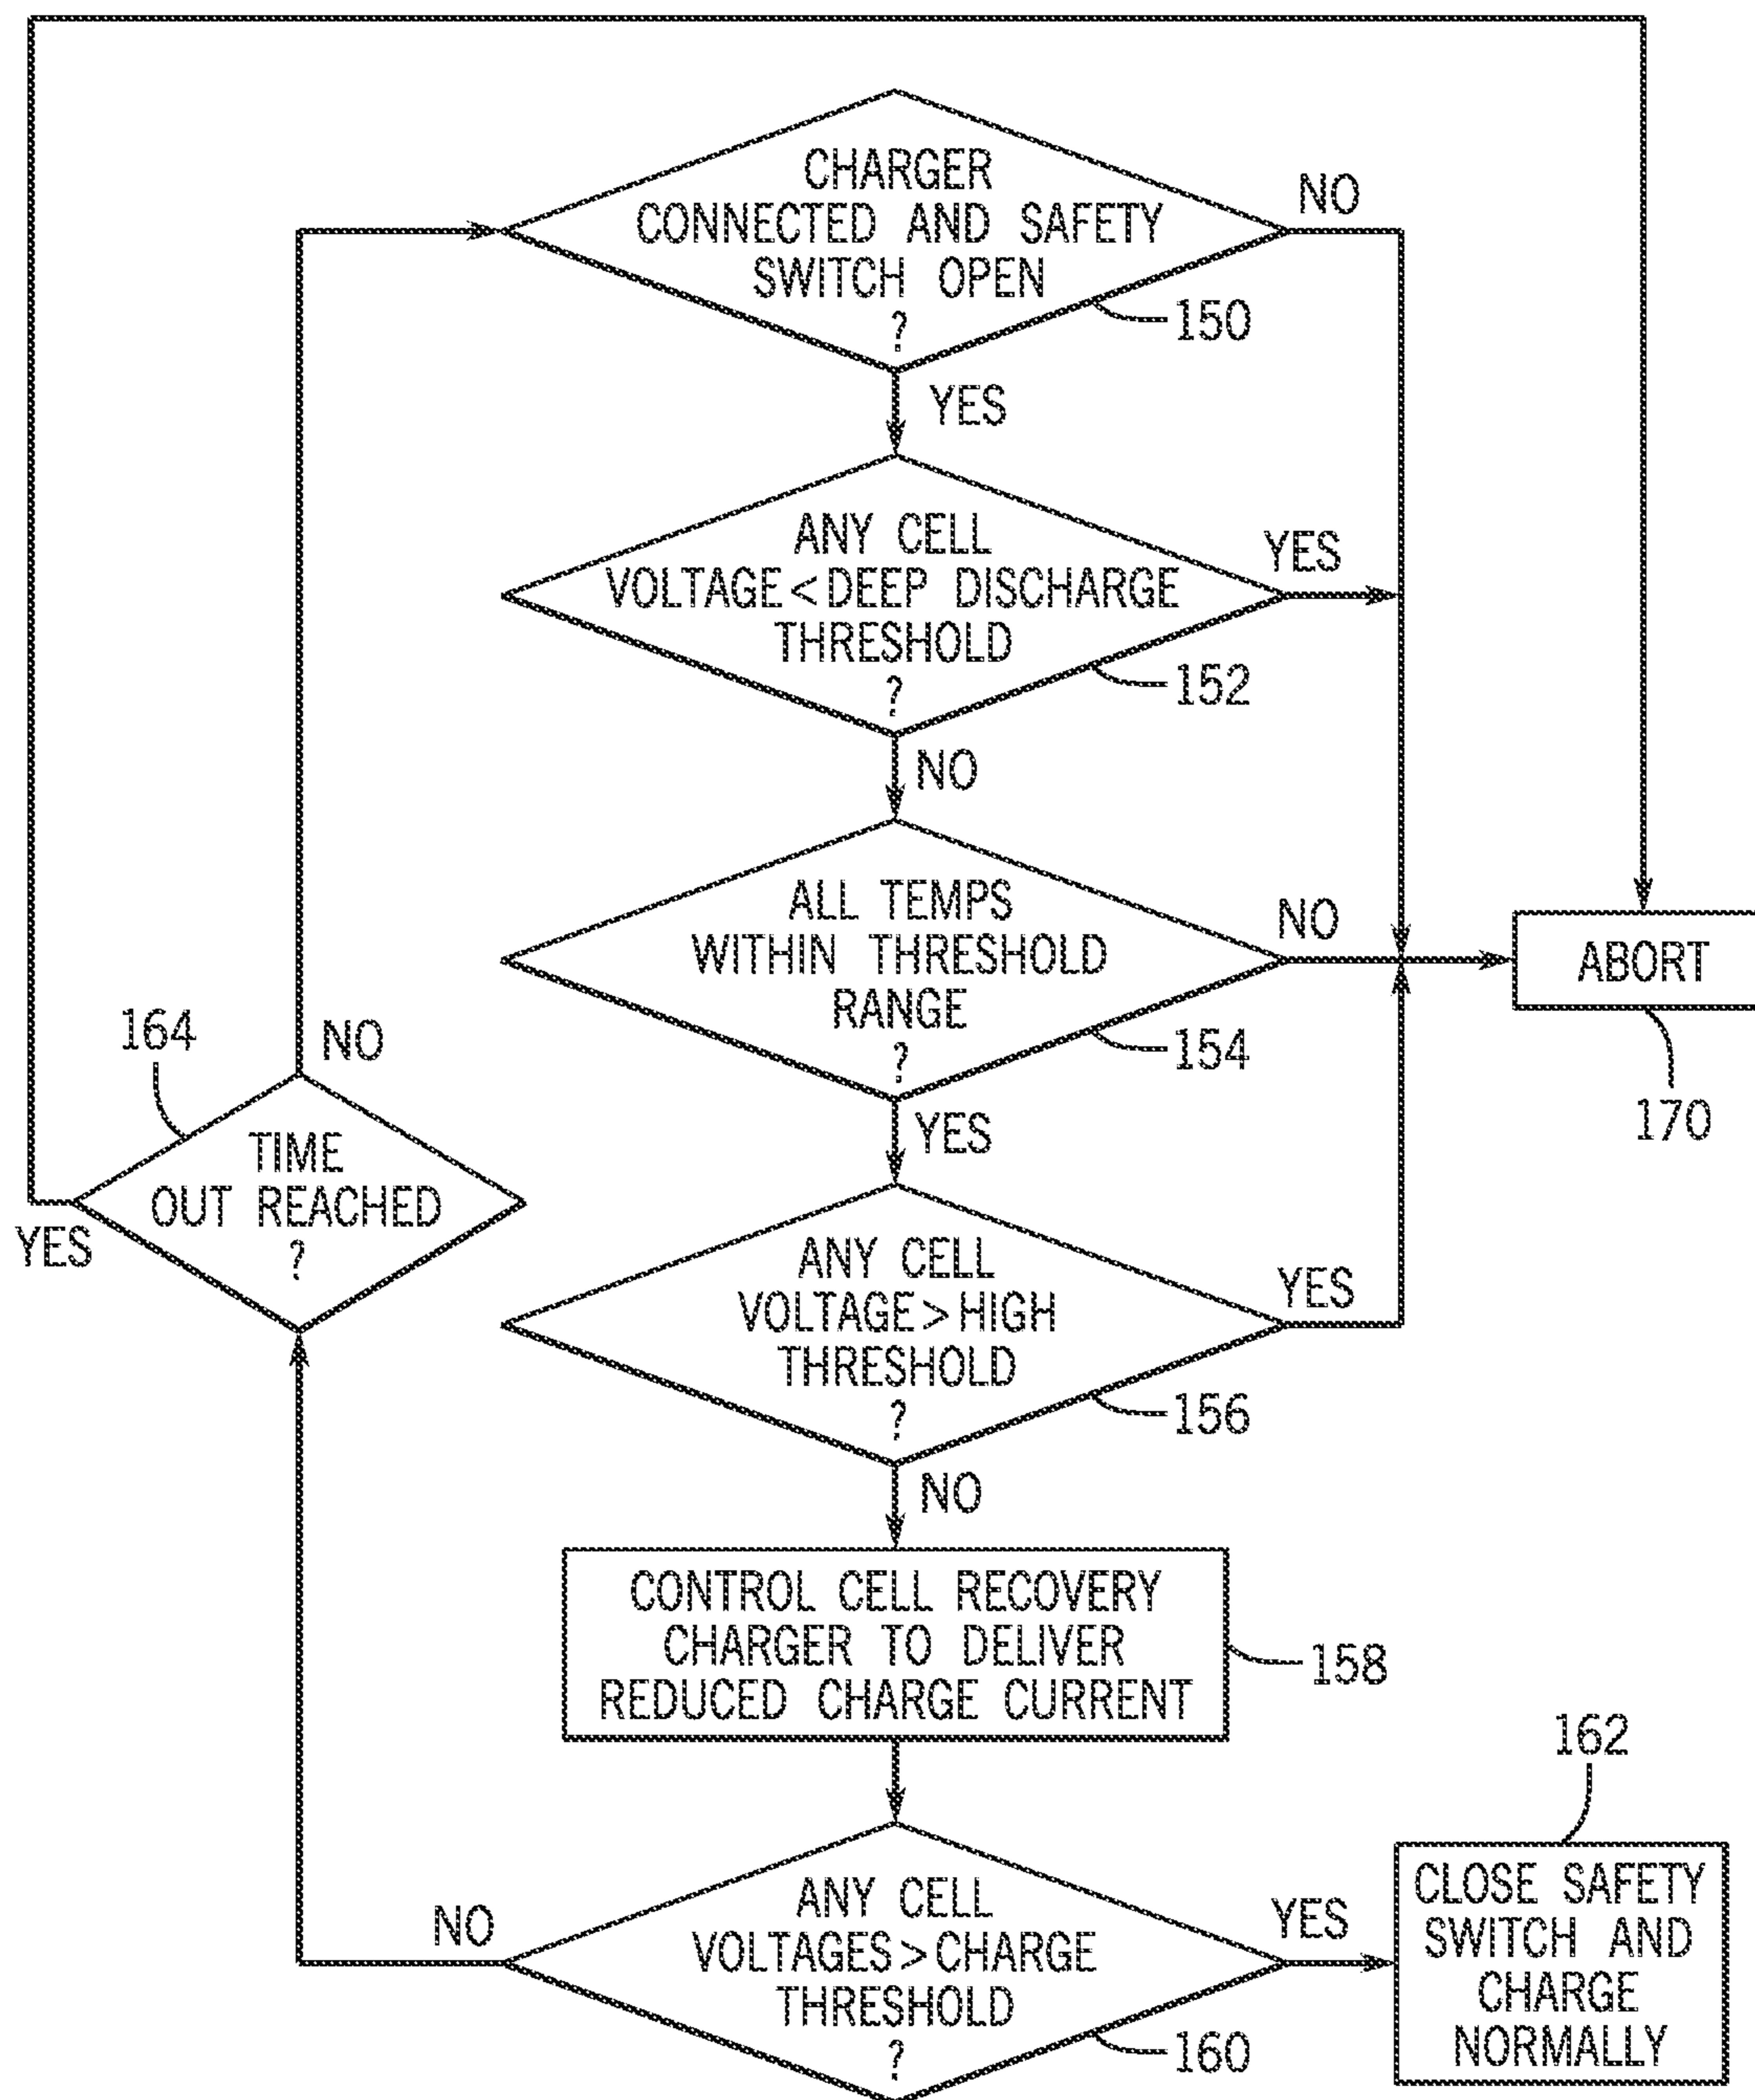 CHARGER
CONNECTED AND SAFETY
SWITCH OPEN
?
150
NO
YES
ANY CELL
VOLTAGE < DEEP DISCHARGE
THRESHOLD
?
152
YES
NO
ALL TEMPS
WITHIN THRESHOLD
RANGE
?
154
NO
ABORT
170
YES
164
NO
TIME
OUT REACHED
?
YES
ANY CELL
VOLTAGE > HIGH
THRESHOLD
?
156
YES
NO
CONTROL CELL RECOVERY
CHARGER TO DELIVER
REDUCED CHARGE CURRENT
158
ANY CELL
VOLTAGES > CHARGE
THRESHOLD
?
160
NO
YES
162
CLOSE SAFETY
SWITCH AND
CHARGE
NORMALLY